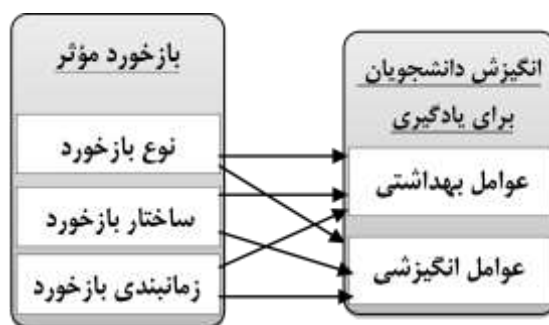 بازخورد مؤثر
نوع بازخورد
ساختار بازخورد
زمانبندی بازخورد
انگیزش دانشجویان
برای یادگیری
عوامل بهداشتی
عوامل انگیزشی